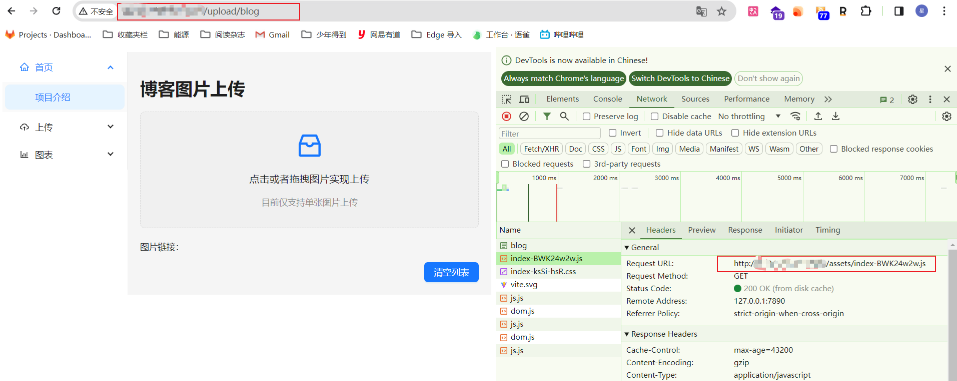 不安全 /upload/blog
19 77
Projects · Dashboa... 收藏夹栏 能源 阅读杂志 Gmail 少年得到 网易有道 Edge 导入 工作台 · 语雀 哔哩哔哩
首页
项目介绍
上传
图表
博客图片上传
点击或者拖拽图片实现上传
目前仅支持单张图片上传
图片链接:
清空列表
DevTools is now available in Chinese!
Always match Chrome's language Switch DevTools to Chinese Don't show again
Elements Console Network Sources Performance Memory 2
Preserve log Disable cache No throttling
Filter Invert Hide data URLs Hide extension URLs
All Fetch/XHR Doc CSS JS Font Img Media Manifest WS Wasm Other Blocked response cookies
Blocked requests 3rd-party requests
1000 ms 2000 ms 3000 ms 4000 ms 5000 ms 6000 ms 7000 ms
Name
blog
index-BWK24w2w.js
index-ksSi-hsR.css
vite.svg
js.js
dom.js
js.js
dom.js
js.js
Headers Preview Response Initiator Timing
General
Request URL: http:// /assets/index-BWK24w2w.js
Request Method: GET
Status Code: 200 OK (from disk cache)
Remote Address: 127.0.0.1:7890
Referrer Policy: strict-origin-when-cross-origin
Response Headers
Cache-Control: max-age=43200
Content-Encoding: gzip
Content-Type: application/javascript